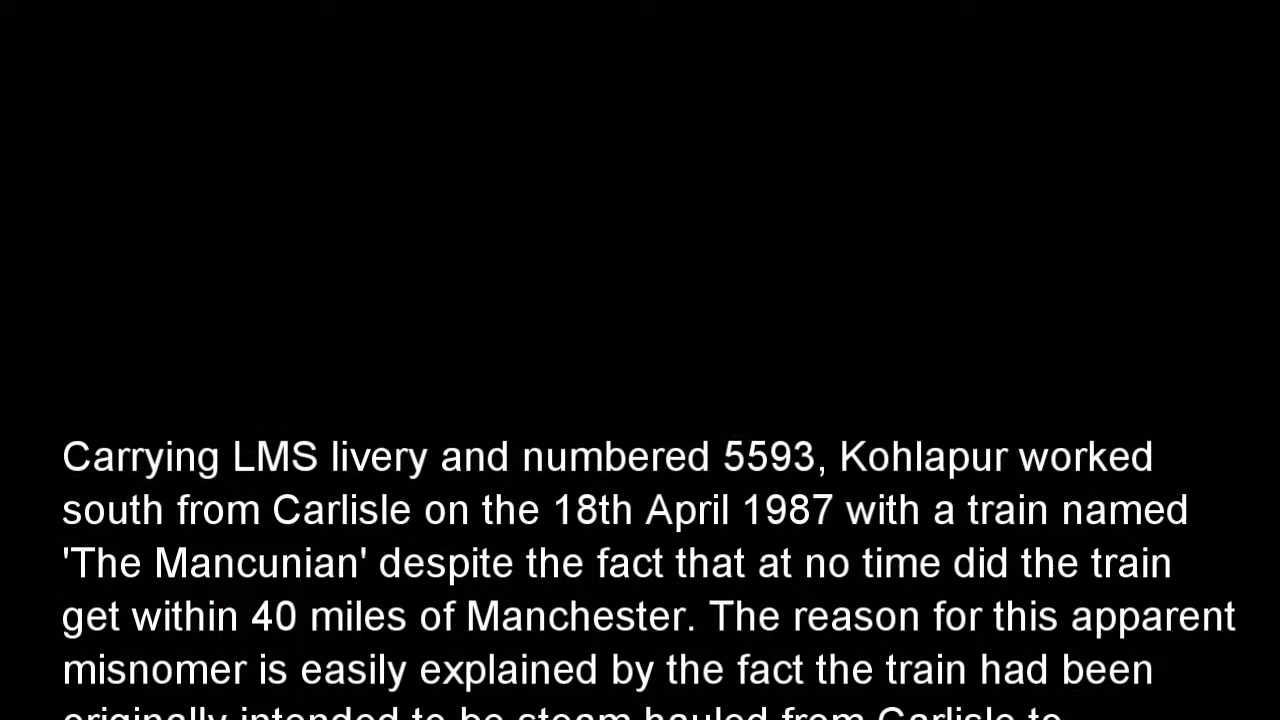 Carrying LMS livery and numbered 5593, Kohlapur worked
south from Carlisle on the 18th April 1987 with a train named
'The Mancunian' despite the fact that at no time did the train
get within 40 miles of Manchester. The reason for this apparent
misnomer is easily explained by the fact the train had been
originally intended to be steam hauled from Carlisle to